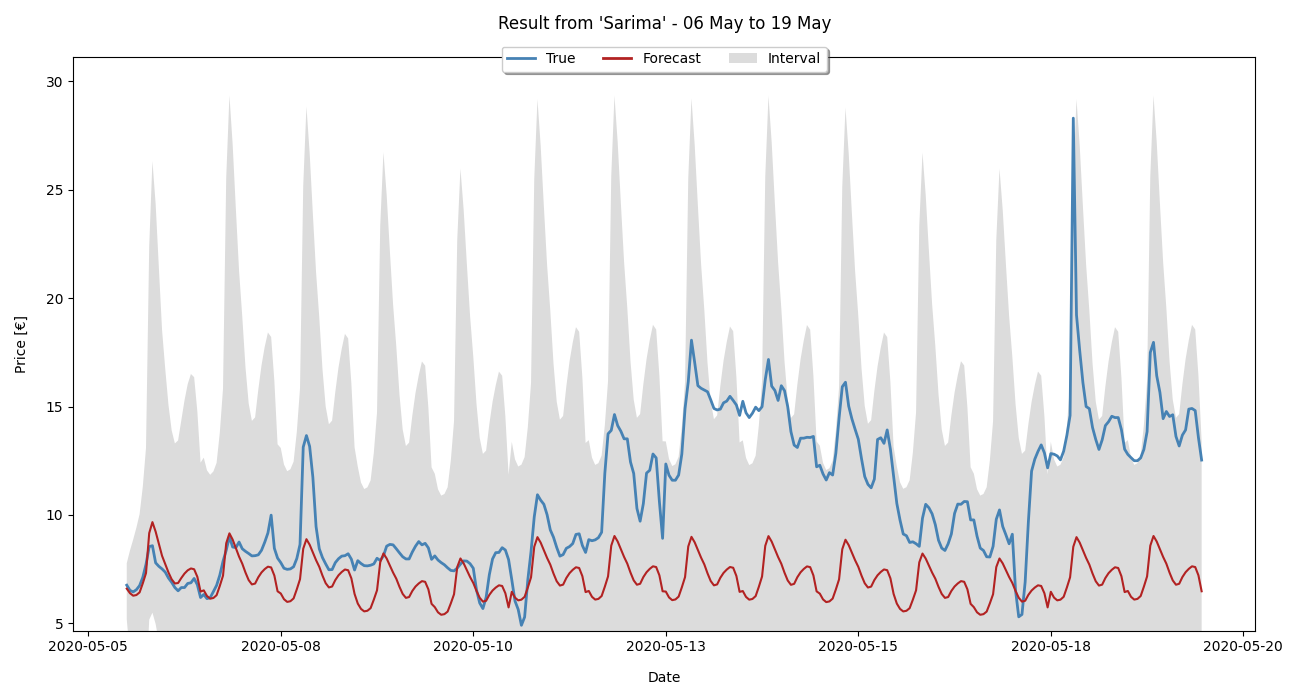 Result from 'Sarima' - 06 May to 19 May
True Forecast Interval
30
25
20
15
10
5
Price [€]
2020-05-05 2020-05-08 2020-05-10 2020-05-13 2020-05-15 2020-05-18 2020-05-20
Date